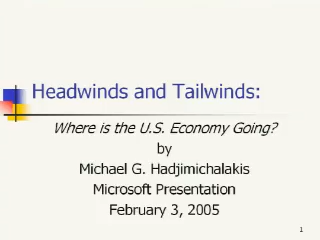 Headwinds and Tailwinds:
Where is the U.S. Economy Going?
by
Michael G. Hadjimichalakis
Microsoft Presentation
February 3, 2005
1